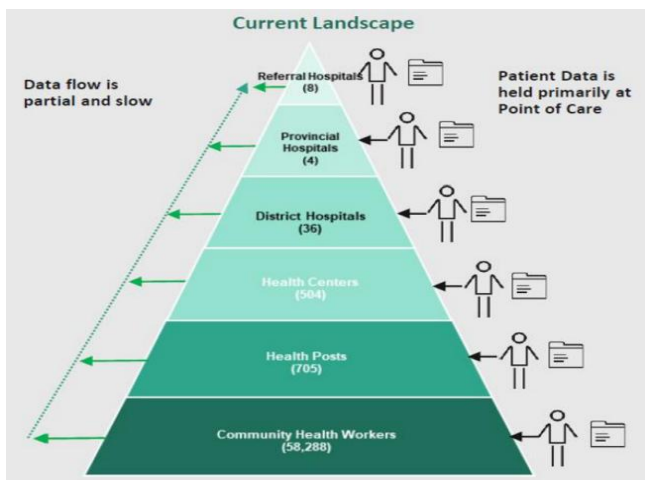 Current Landscape
Data flow is
partial and slow
Patient Data is
held primarily at
Point of Care
Referral Hospitals
(8)
Provincial
Hospitals
(4)
District Hospitals
(36)
Health Centers
(504)
Health Posts
(705)
Community Health Workers
(58,288)